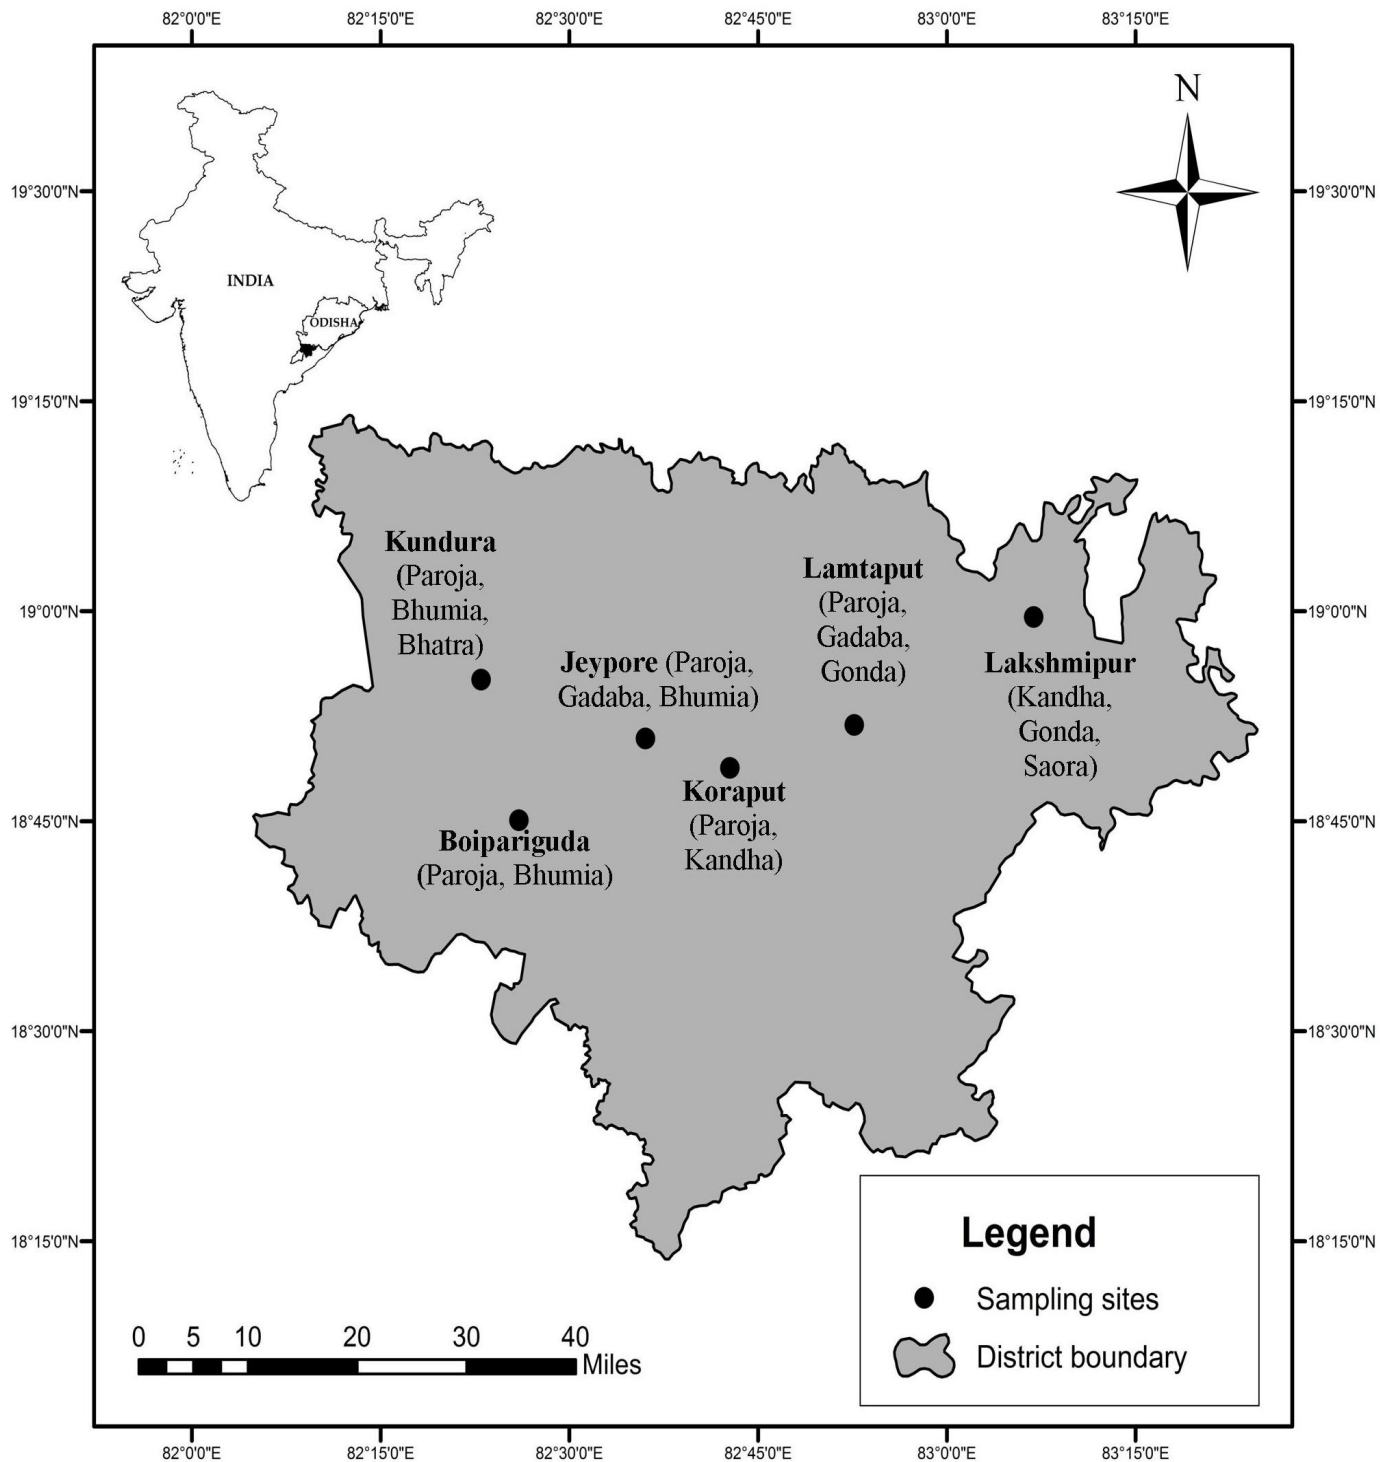 82°0'0"E 82°15'0"E 82°30'0"E 82°45'0"E 83°0'0"E 83°15'0"E
N
19°30'0"N 19°30'0"N
INDIA
ODISHA
19°15'0"N 19°15'0"N
Kundura
(Paroja,
Bhumia,
Bhatra)
Lamtaput
(Paroja,
Gadaba,
Gonda)
19°0'0"N 19°0'0"N
Jeypore (Paroja,
Gadaba, Bhumia)
Lakshmipur
(Kandha,
Gonda,
Saora)
Koraput
(Paroja,
Kandha)
18°45'0"N 18°45'0"N
Boipariguda
(Paroja, Bhumia)
18°30'0"N 18°30'0"N
18°15'0"N 18°15'0"N
Legend
Sampling sites
District boundary
0 5 10 20 30 40
Miles
82°0'0"E 82°15'0"E 82°30'0"E 82°45'0"E 83°0'0"E 83°15'0"E